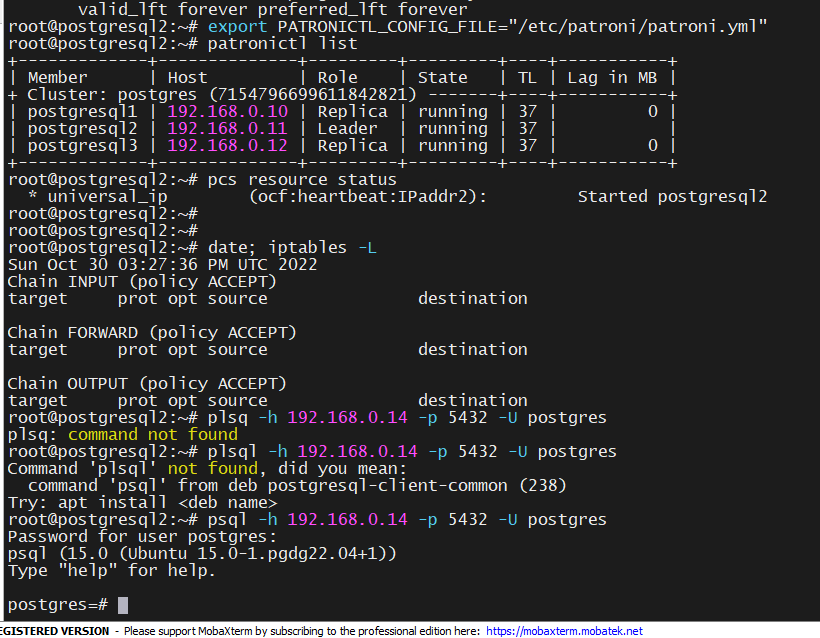 valid_lft forever preferred_lft forever
root@postgresql2:~# export PATRONICTL_CONFIG_FILE="/etc/patroni/patroni.yml"
root@postgresql2:~# patronictl list
+-------------+--------------+---------+---------+----+-----------+
| Member      | Host         | Role    | State   | TL | Lag in MB |
+ Cluster: postgres (7154796699611842821) -------+----+-----------+
| postgresql1 | 192.168.0.10 | Replica | running | 37 |         0 |
| postgresql2 | 192.168.0.11 | Leader  | running | 37 |           |
| postgresql3 | 192.168.0.12 | Replica | running | 37 |         0 |
+-------------+--------------+---------+---------+----+-----------+
root@postgresql2:~# pcs resource status
  * universal_ip        (ocf:heartbeat:IPaddr2):         Started postgresql2
root@postgresql2:~#
root@postgresql2:~#
root@postgresql2:~# date; iptables -L
Sun Oct 30 03:27:36 PM UTC 2022
Chain INPUT (policy ACCEPT)
target     prot opt source               destination

Chain FORWARD (policy ACCEPT)
target     prot opt source               destination

Chain OUTPUT (policy ACCEPT)
target     prot opt source               destination
root@postgresql2:~# plsq -h 192.168.0.14 -p 5432 -U postgres
plsq: command not found
root@postgresql2:~# plsql -h 192.168.0.14 -p 5432 -U postgres
Command 'plsql' not found, did you mean:
  command 'psql' from deb postgresql-client-common (238)
Try: apt install <deb name>
root@postgresql2:~# psql -h 192.168.0.14 -p 5432 -U postgres
Password for user postgres:
psql (15.0 (Ubuntu 15.0-1.pgdg22.04+1))
Type "help" for help.

postgres=#
EGISTERED VERSION - Please support MobaXterm by subscribing to the professional edition here: https://mobaxterm.mobatek.net